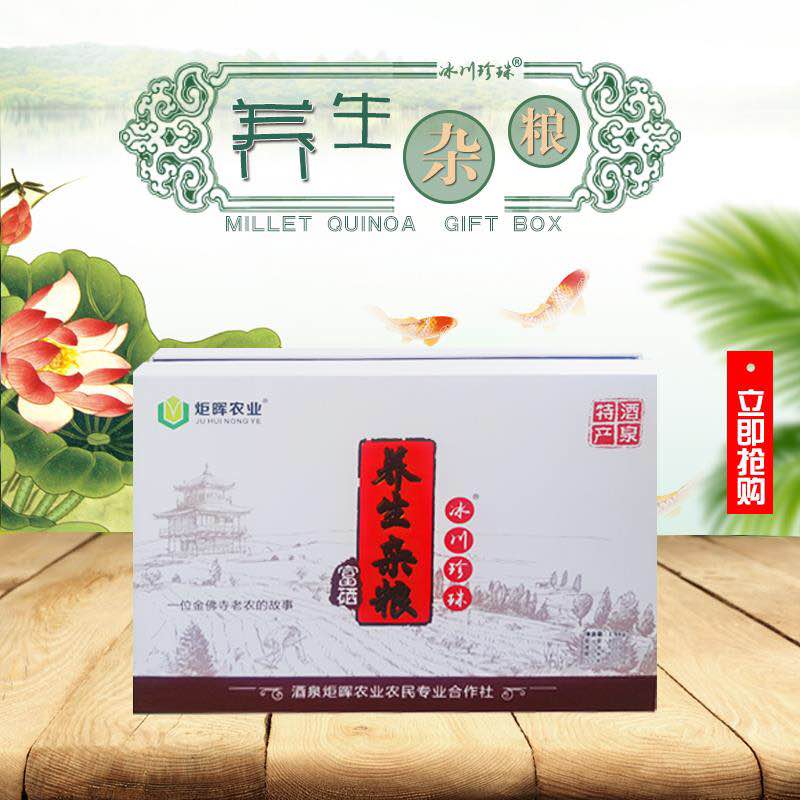 冰川珍珠®
养生杂粮
MILLET QUINOA GIFT BOX
炬晖农业®
JU HUI NONG YE
酒泉
特产
养生杂粮
富硒
冰川珍珠®
一位金佛寺老农的故事
酒泉炬晖农业农民专业合作社
立即抢购